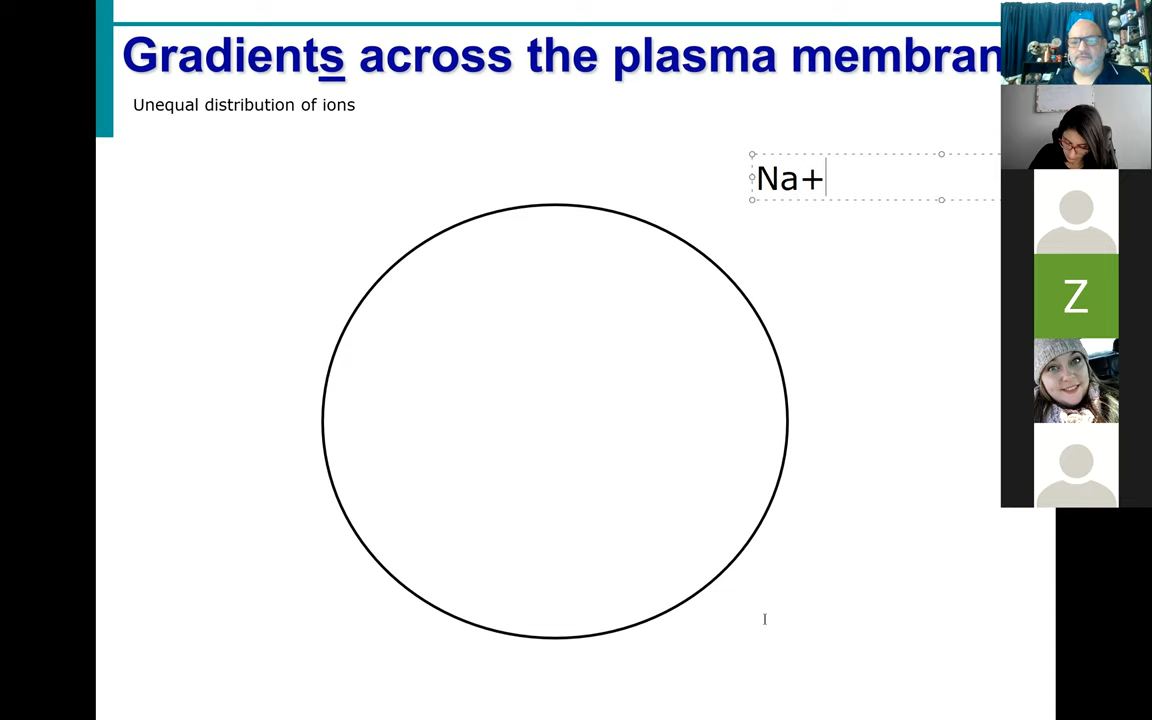 Gradients across the plasma membran
Unequal distribution of ions
Na+
Z